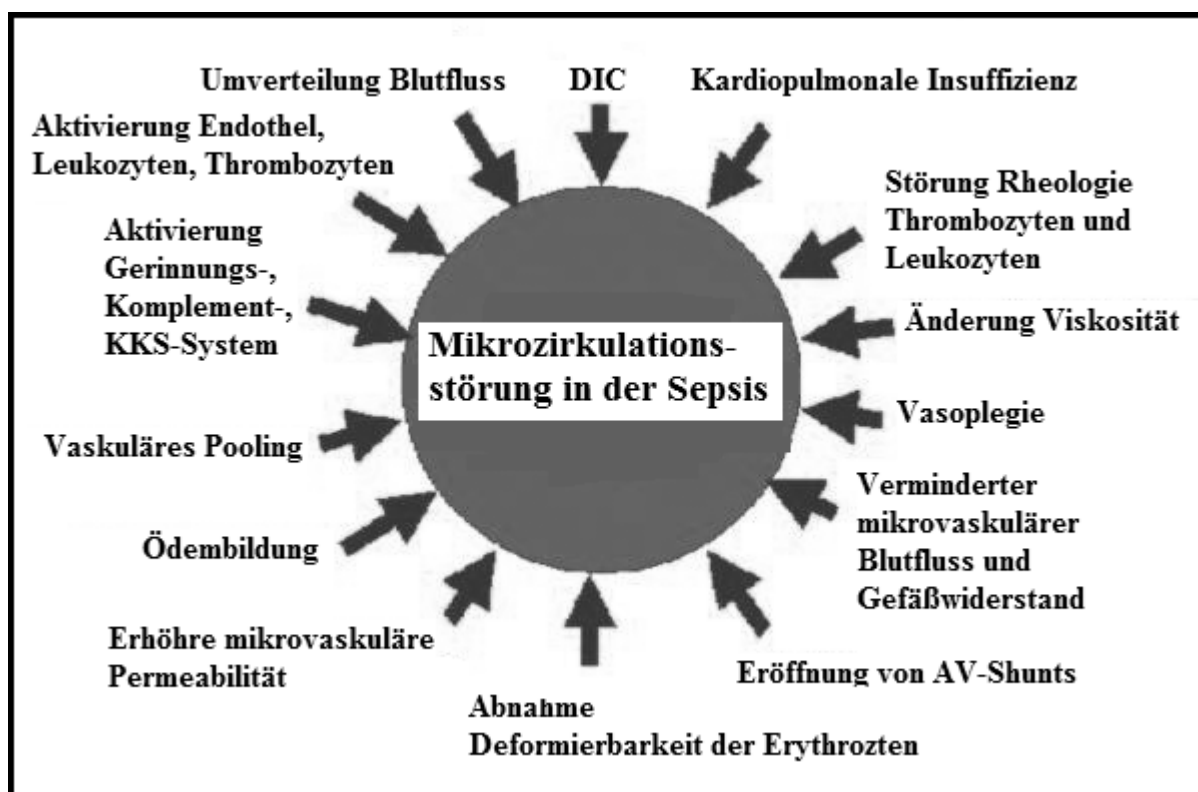 Umverteilung Blutfluss
DIC
Kardiopulmonale Insuffizienz
Aktivierung Endothel,
Leukozyten, Thrombozyten
Störung Rheologie
Thrombozyten und
Leukozyten
Aktivierung
Gerinnungs-,
Komplement-,
KKS-System
Änderung Viskosität
Mikrozirkulations-
störung in der Sepsis
Vasoplegie
Vaskuläres Pooling
Verminderter
mikrovaskulärer
Blutfluss und
Gefäßwiderstand
Ödembildung
Erhöhre mikrovaskuläre
Permeabilität
Eröffnung von AV-Shunts
Abnahme
Deformierbarkeit der Erythrozten